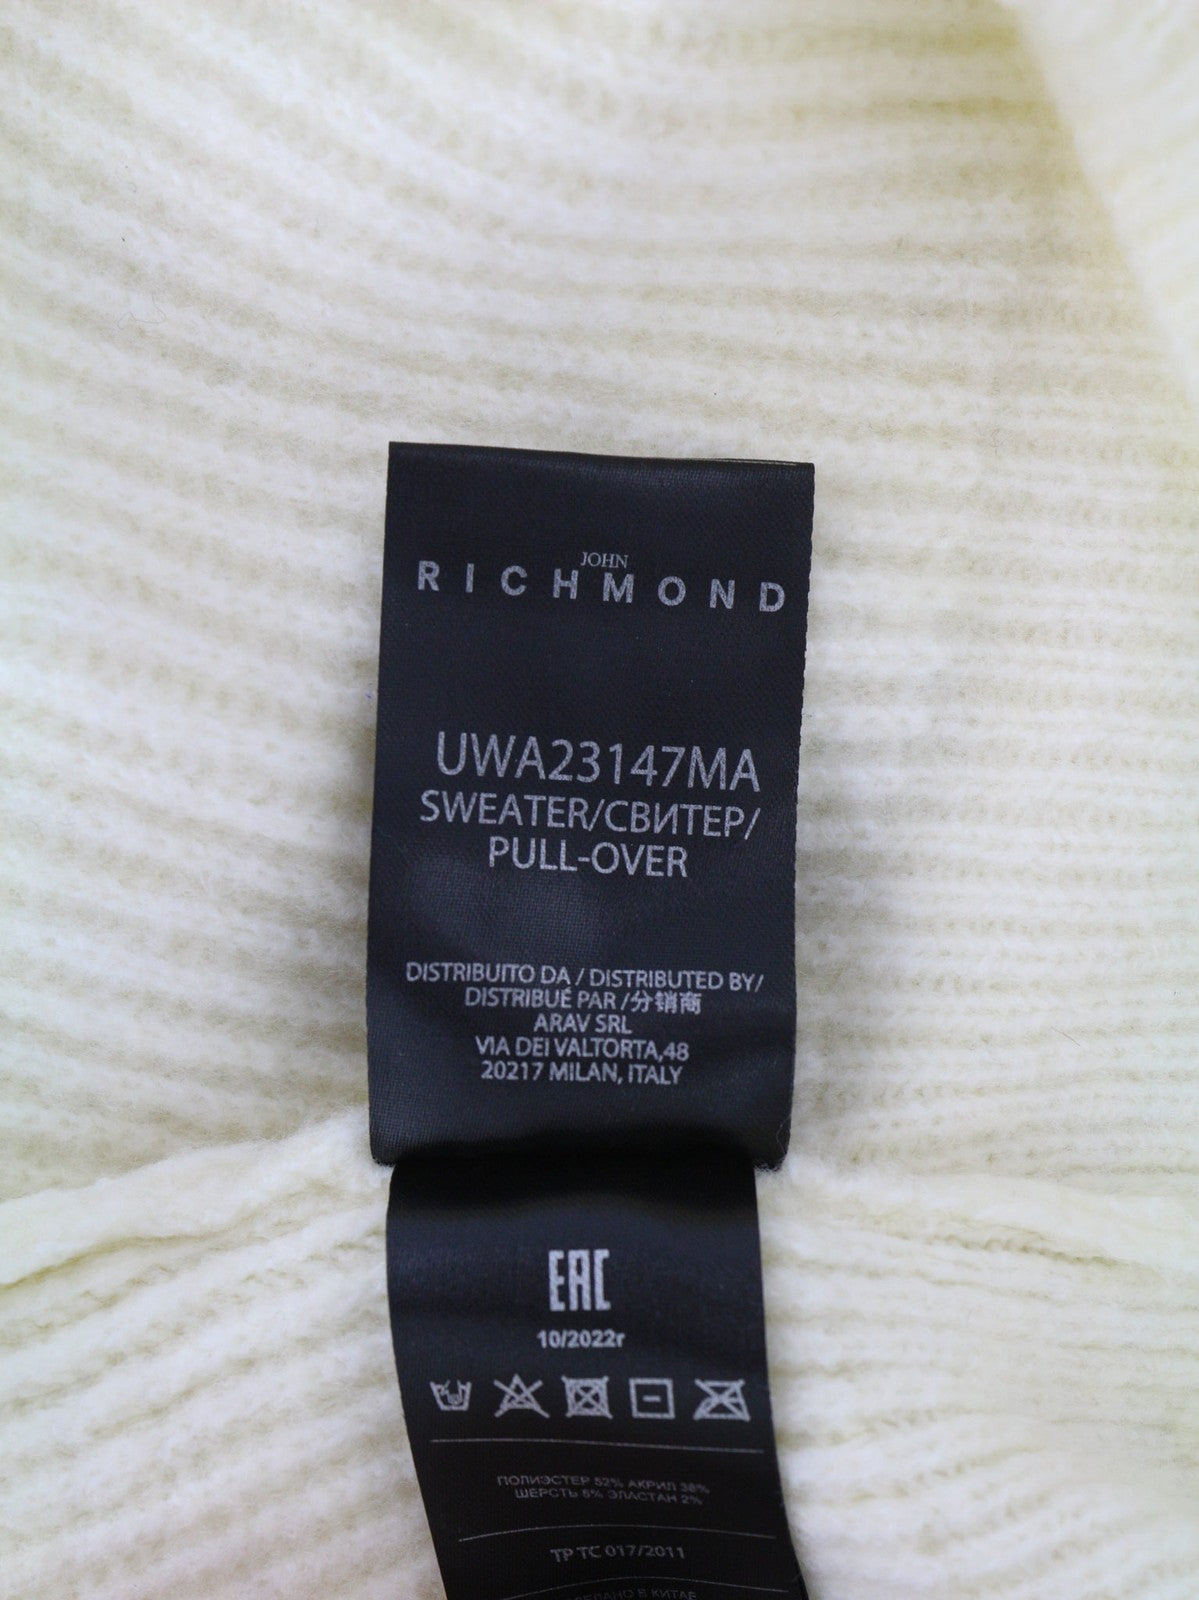 JOHN
RICHMOND
UWA23147MA
SWEATER/СВИТЕР/
PULL-OVER
DISTRIBUITO DA / DISTRIBUTED BY/
DISTRIBUÉ PAR /分销商
ARAV SRL
VIA DEI VALTORTA,48
20217 MILAN, ITALY
EAC
10/2022г
ПОЛИЭСТЕР 52% АКРИЛ 38%
ШЕРСТЬ 8% ЭЛАСТАН 2%
ТР ТС 017/2011
В КИТАЕ